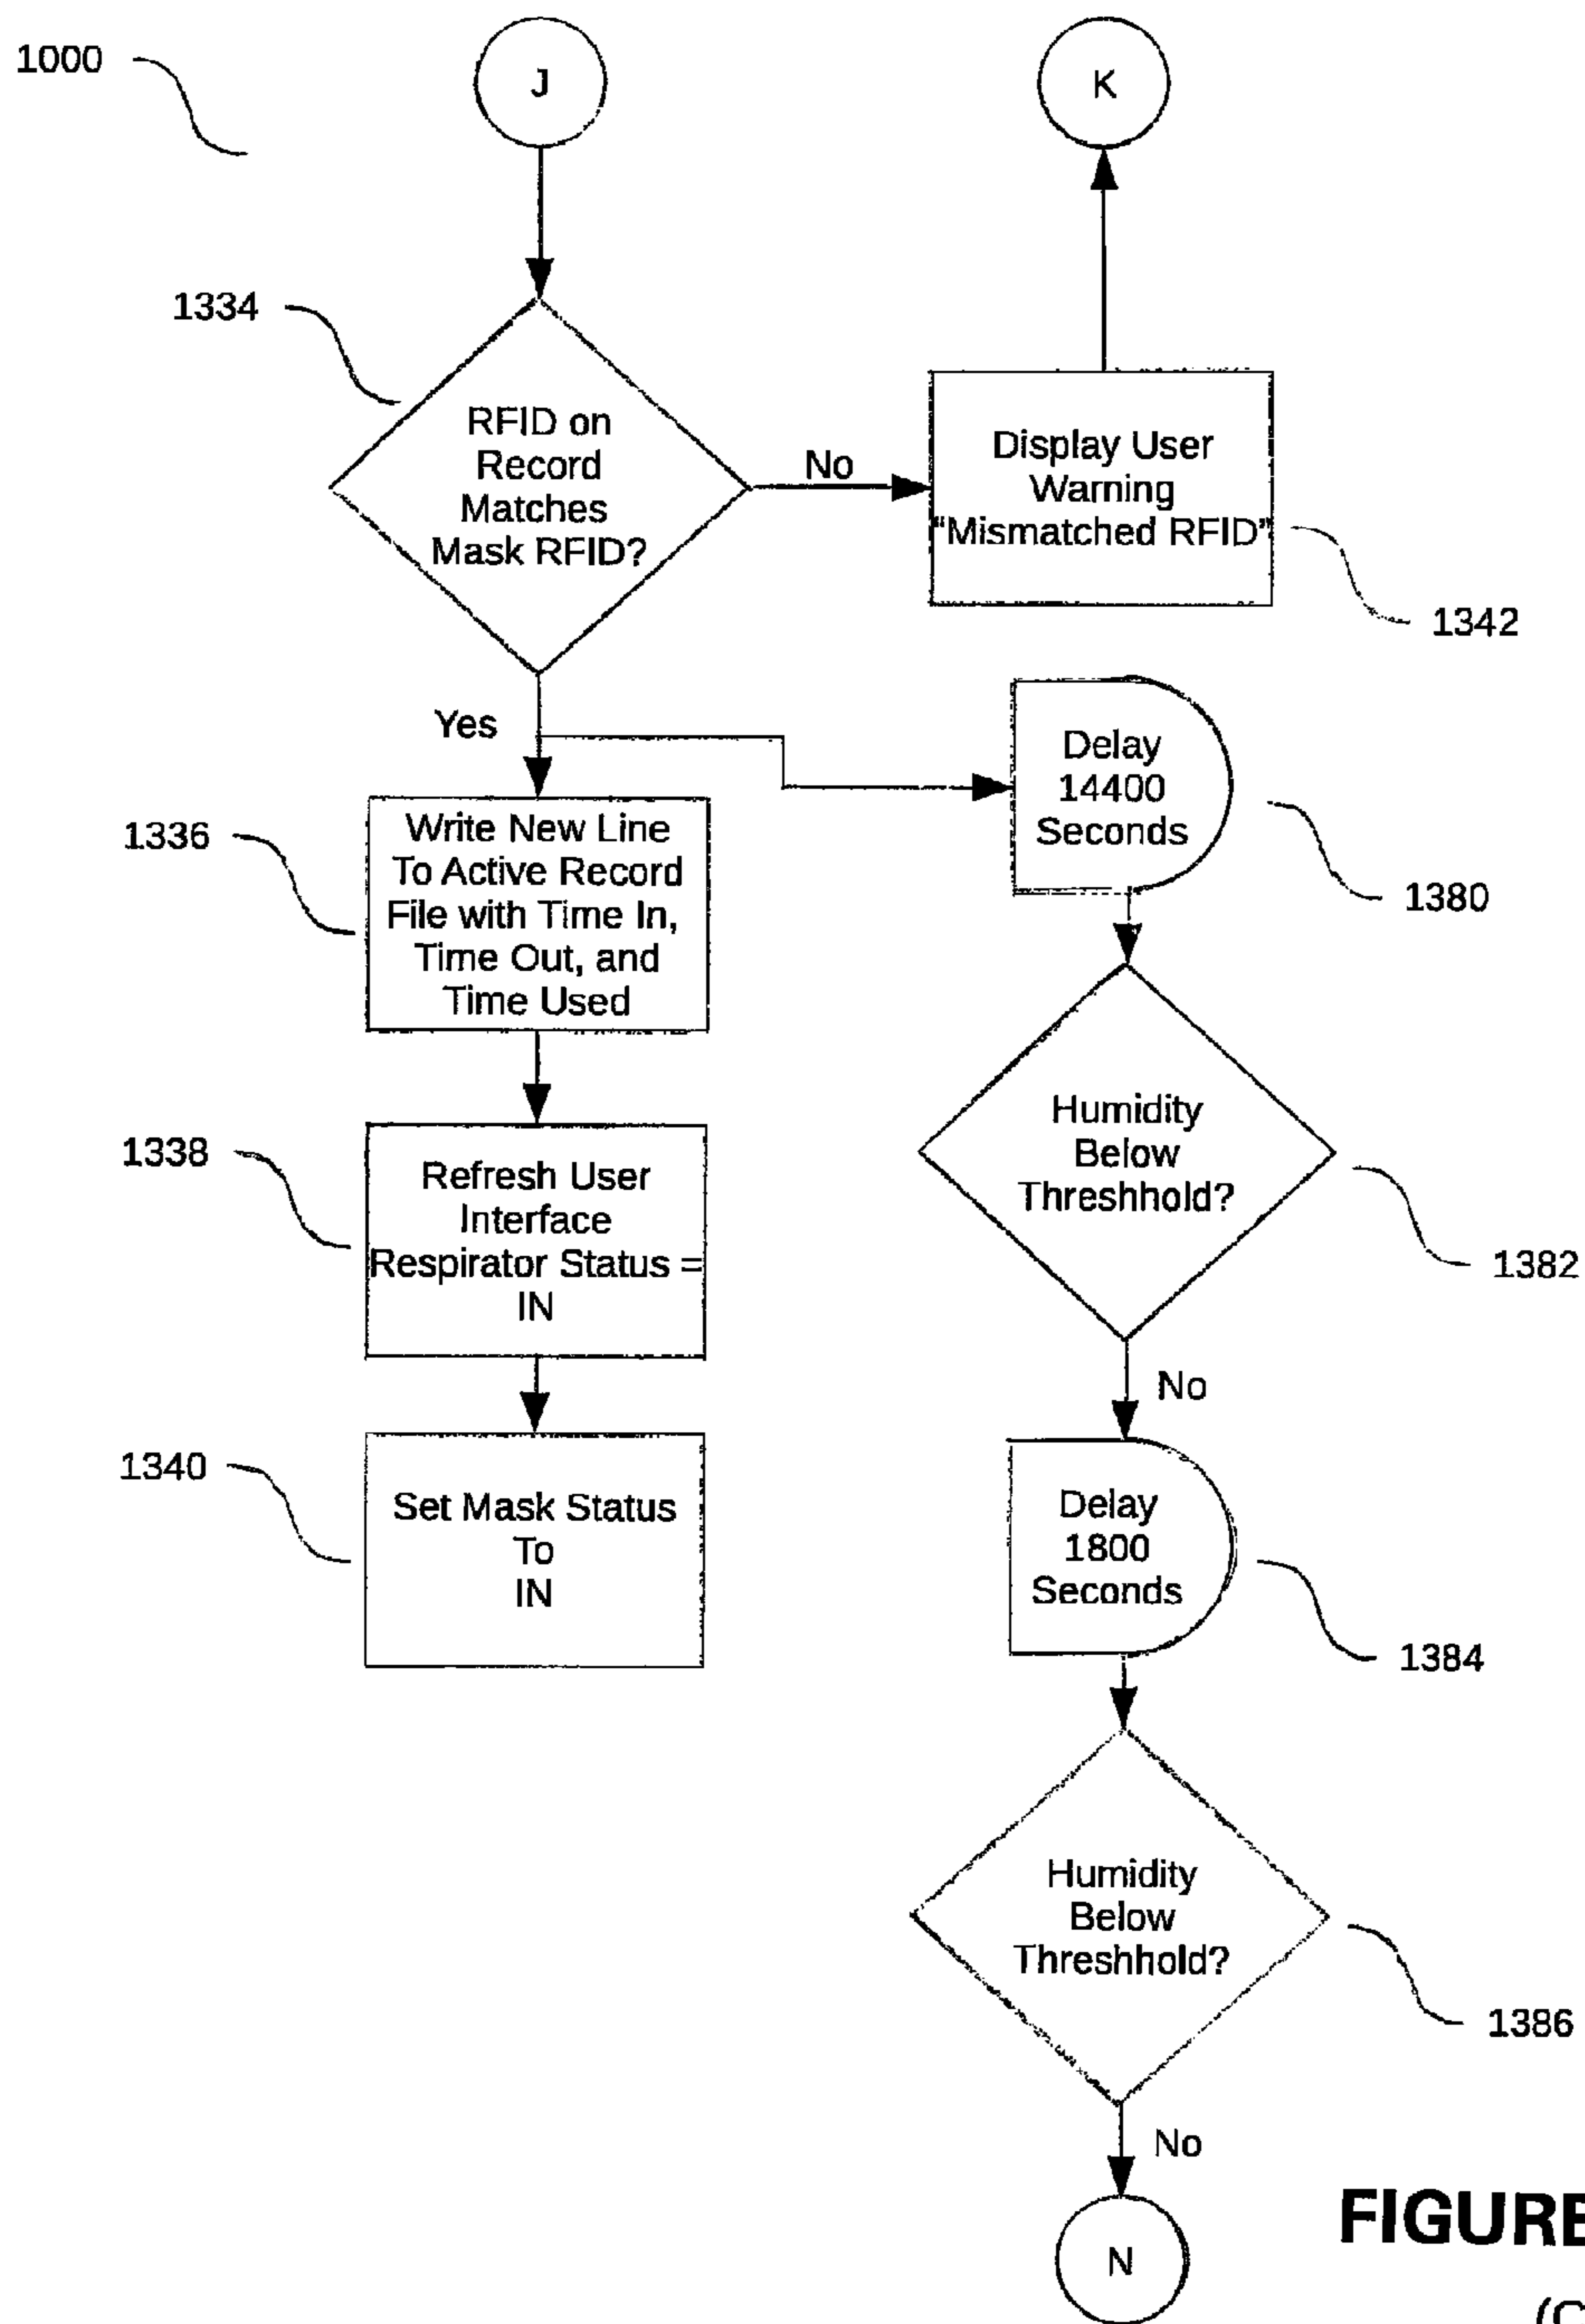 1000
J
K
1334
RFID on
Record
Matches
Mask RFID?
No
Display User
Warning
“Mismatched RFID”
1342
Yes
1336
Write New Line
To Active Record
File with Time In,
Time Out, and
Time Used
Delay
14400
Seconds
1380
1338
Refresh User
Interface
Respirator Status =
IN
Humidity
Below
Threshhold?
1382
No
1340
Set Mask Status
To
IN
Delay
1800
Seconds
1384
Humidity
Below
Threshhold?
1386
No
N
FIGURE
(C